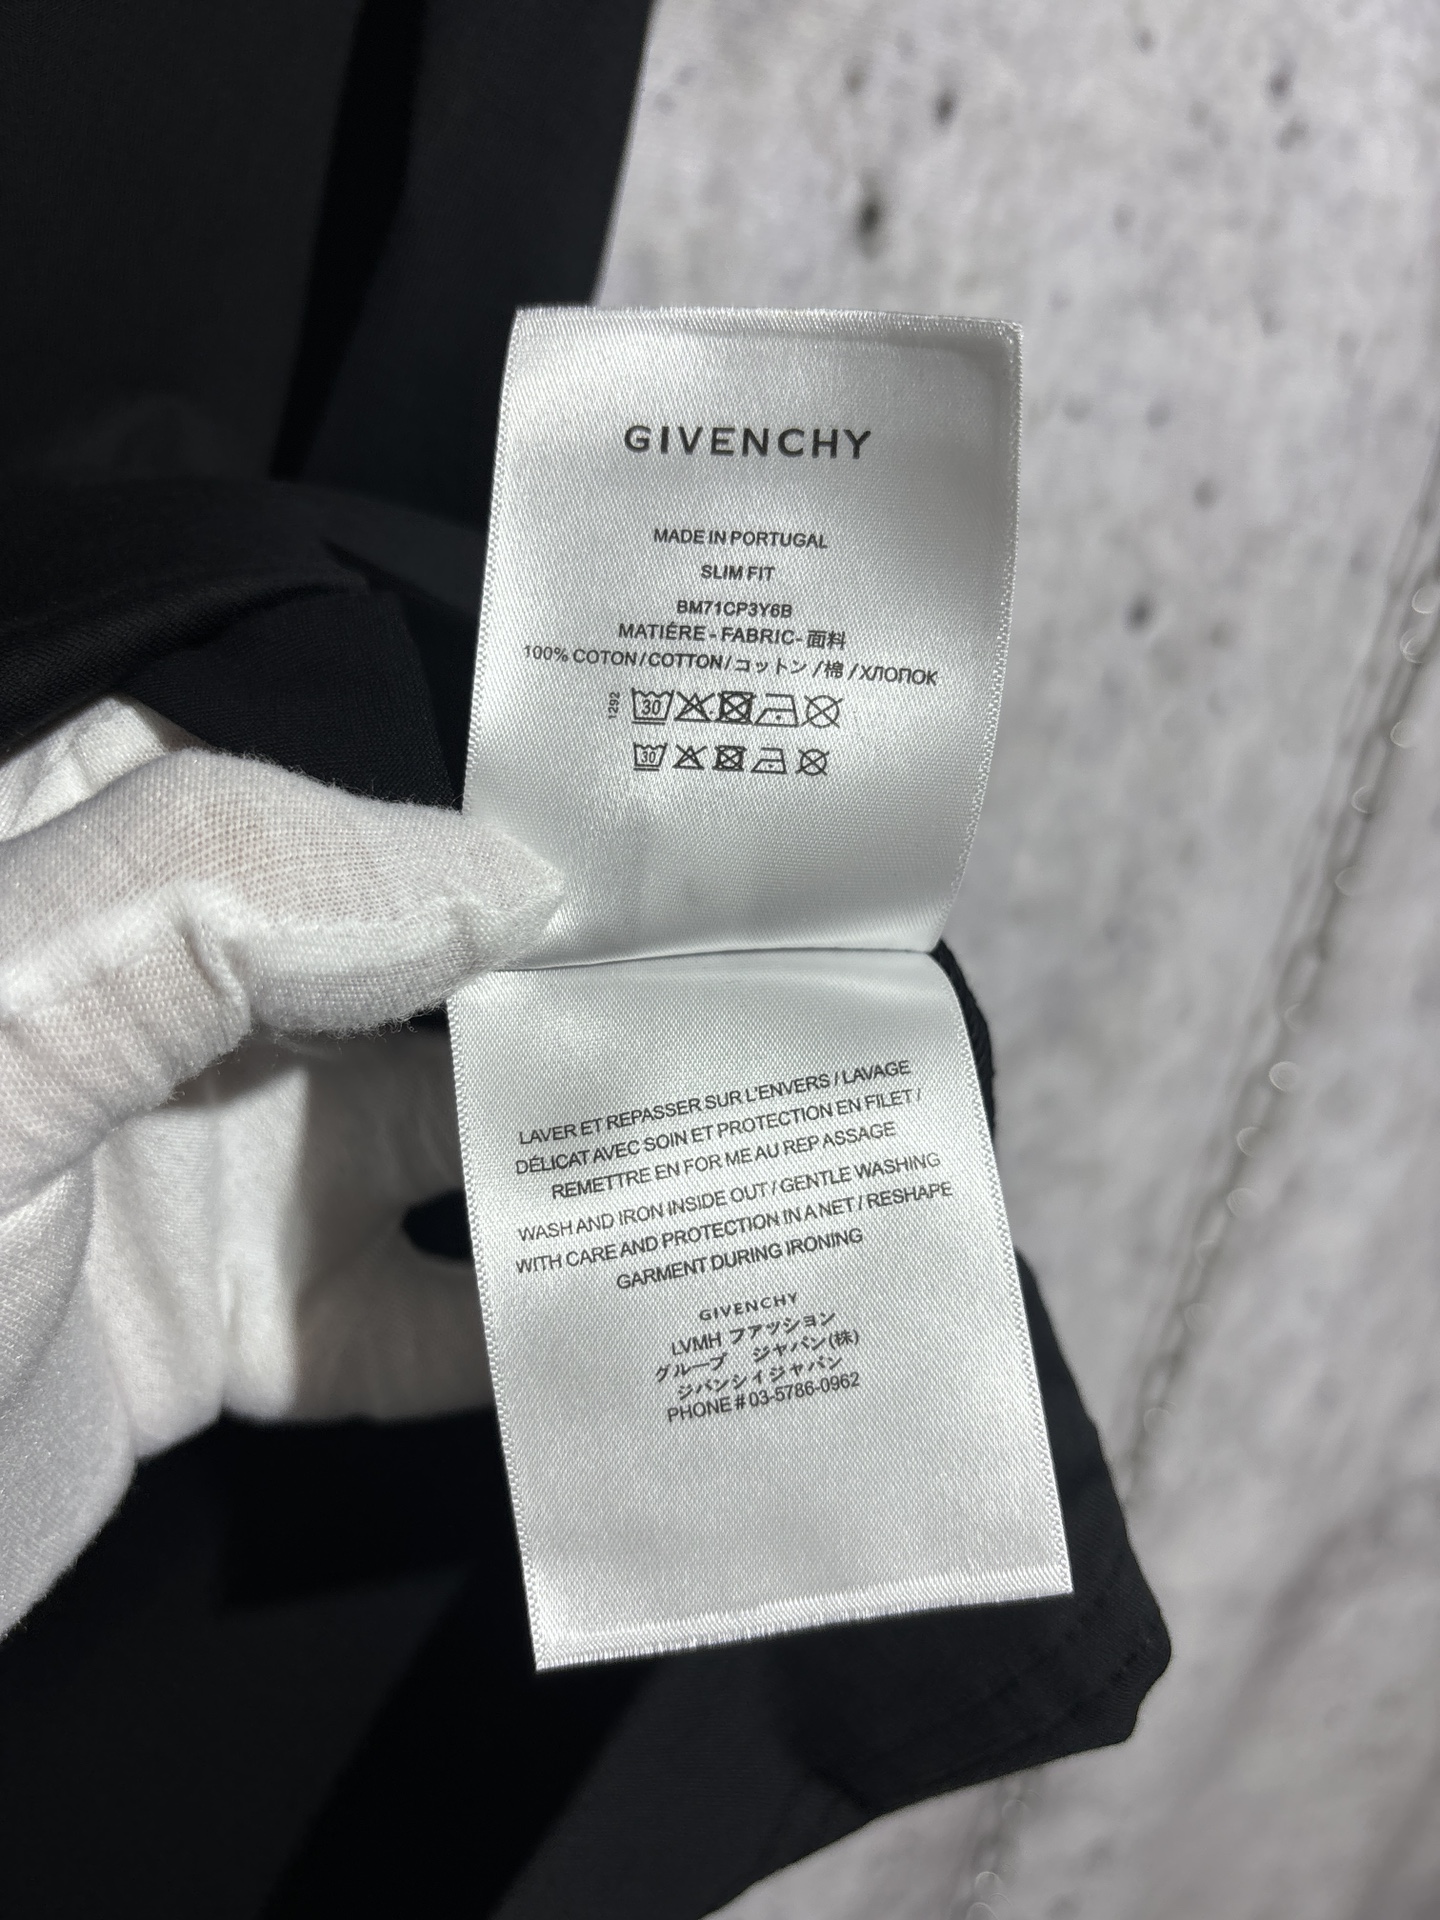 GIVENCHY
MADE IN PORTUGAL
SLIM FIT
BM71CP3Y6B
MATIÈRE - FABRIC- 面料
100% COTON/COTTON/コットン/棉/ХЛОПОК
1292
30
30
LAVER ET REPASSER SUR L'ENVERS / LAVAGE
DÉLICAT AVEC SOIN ET PROTECTION EN FILET /
REMETTRE EN FOR ME AU REP ASSAGE
WASH AND IRON INSIDE OUT / GENTLE WASHING
WITH CARE AND PROTECTION IN A NET / RESHAPE
GARMENT DURING IRONING
GIVENCHY
LVMH ファッション
グループ ジャパン(株)
ジバンシイジャパン
PHONE # 03-5786-0962